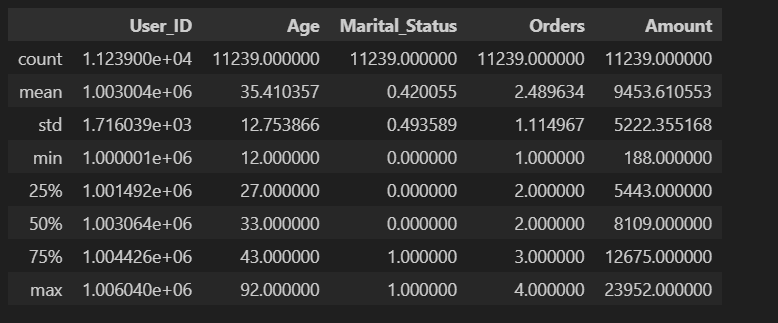 User_ID Age Marital_Status Orders Amount
count 1.123900e+04 11239.000000 11239.000000 11239.000000 11239.000000
mean 1.003004e+06 35.410357 0.420055 2.489634 9453.610553
std 1.716039e+03 12.753866 0.493589 1.114967 5222.355168
min 1.000001e+06 12.000000 0.000000 1.000000 188.000000
25% 1.001492e+06 27.000000 0.000000 2.000000 5443.000000
50% 1.003064e+06 33.000000 0.000000 2.000000 8109.000000
75% 1.004426e+06 43.000000 1.000000 3.000000 12675.000000
max 1.006040e+06 92.000000 1.000000 4.000000 23952.000000